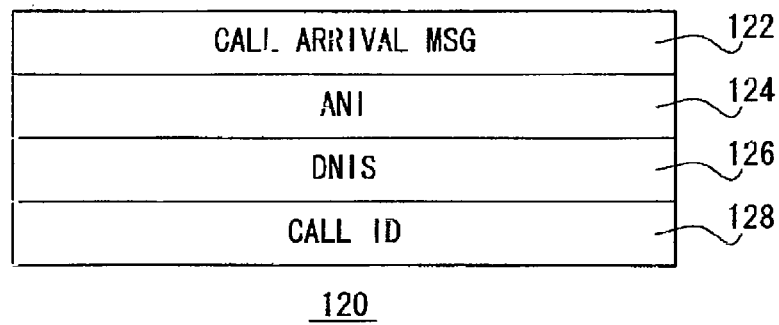 CALL ARRIVAL MSG 122
ANI 124
DNIS 126
CALL ID 128
120